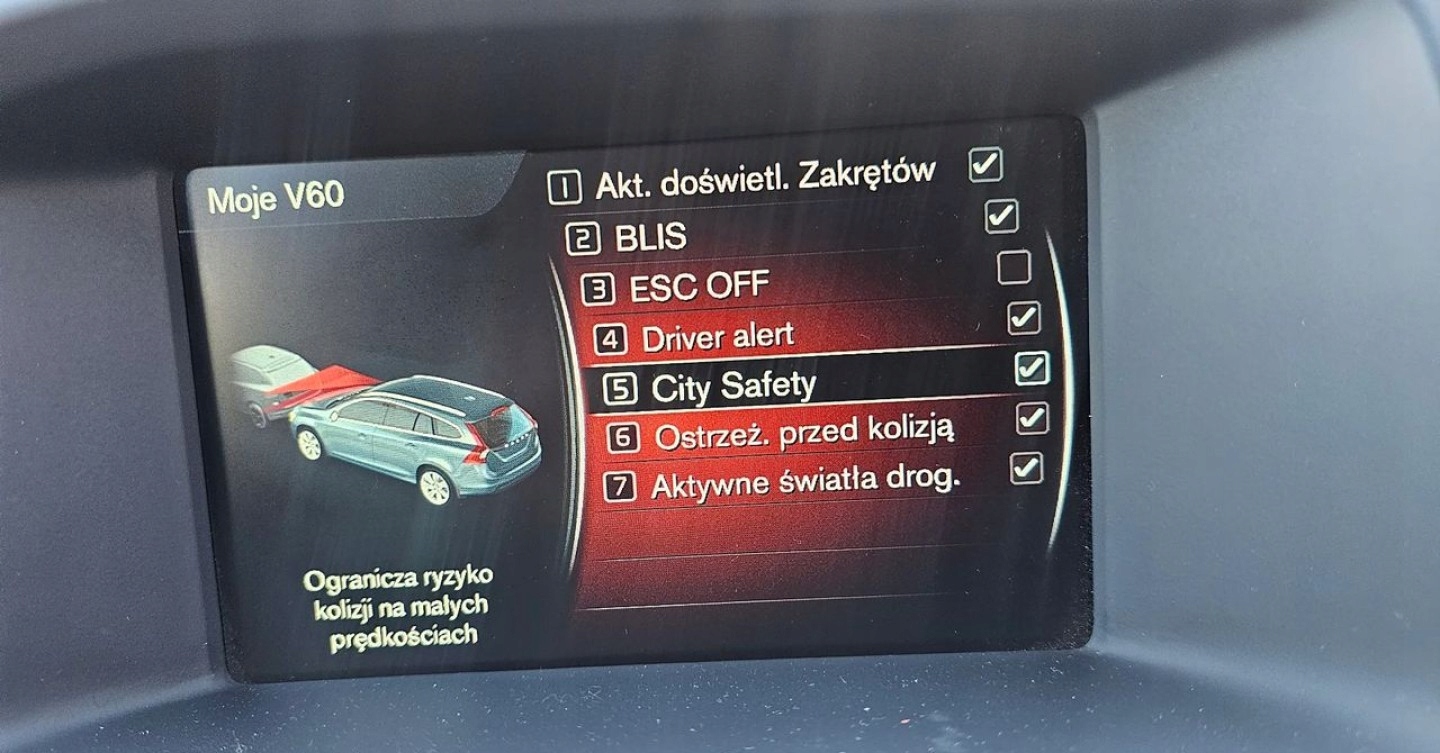 Moje V60
1 Akt. doświetl. Zakrętów
2 BLIS
3 ESC OFF
4 Driver alert
5 City Safety
6 Ostrzeż. przed kolizją
7 Aktywne światła drog.
Ogranicza ryzyko
kolizji na małych
prędkościach